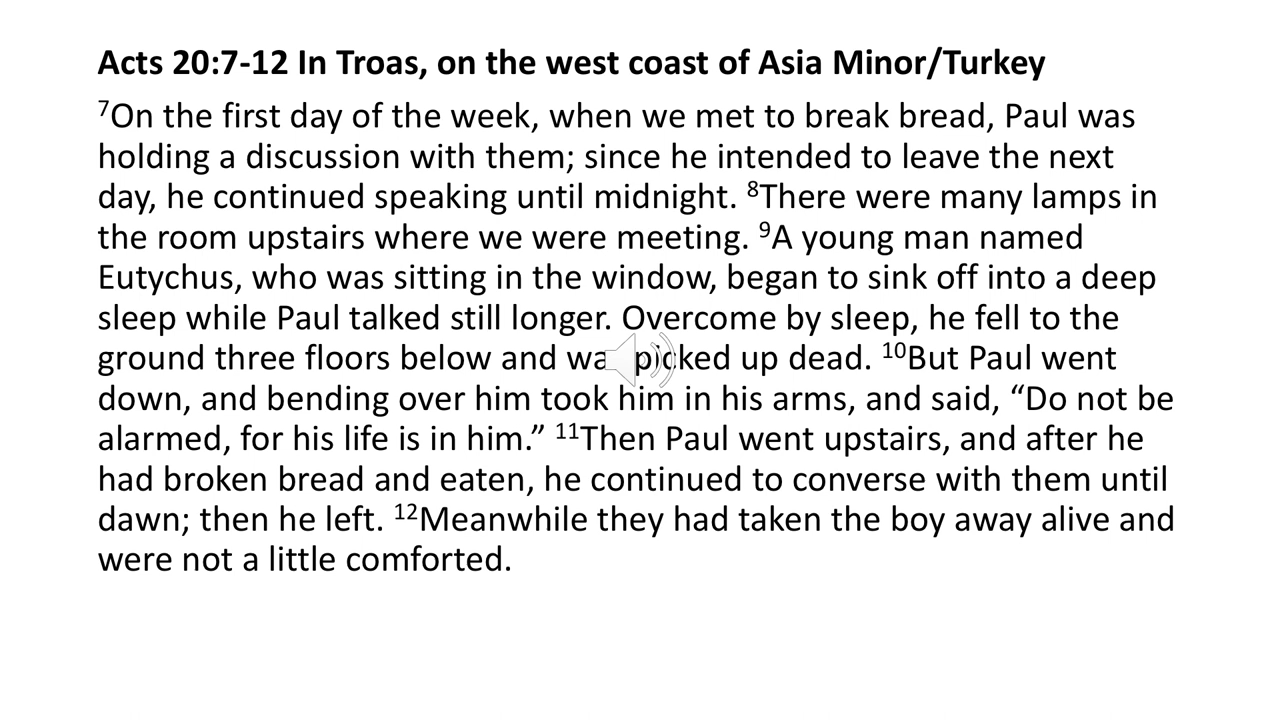 Acts 20:7-12 In Troas, on the west coast of Asia Minor/Turkey
⁷On the first day of the week, when we met to break bread, Paul was
holding a discussion with them; since he intended to leave the next
day, he continued speaking until midnight. ⁸There were many lamps in
the room upstairs where we were meeting. ⁹A young man named
Eutychus, who was sitting in the window, began to sink off into a deep
sleep while Paul talked still longer. Overcome by sleep, he fell to the
ground three floors below and was picked up dead. ¹⁰But Paul went
down, and bending over him took him in his arms, and said, “Do not be
alarmed, for his life is in him.” ¹¹Then Paul went upstairs, and after he
had broken bread and eaten, he continued to converse with them until
dawn; then he left. ¹²Meanwhile they had taken the boy away alive and
were not a little comforted.